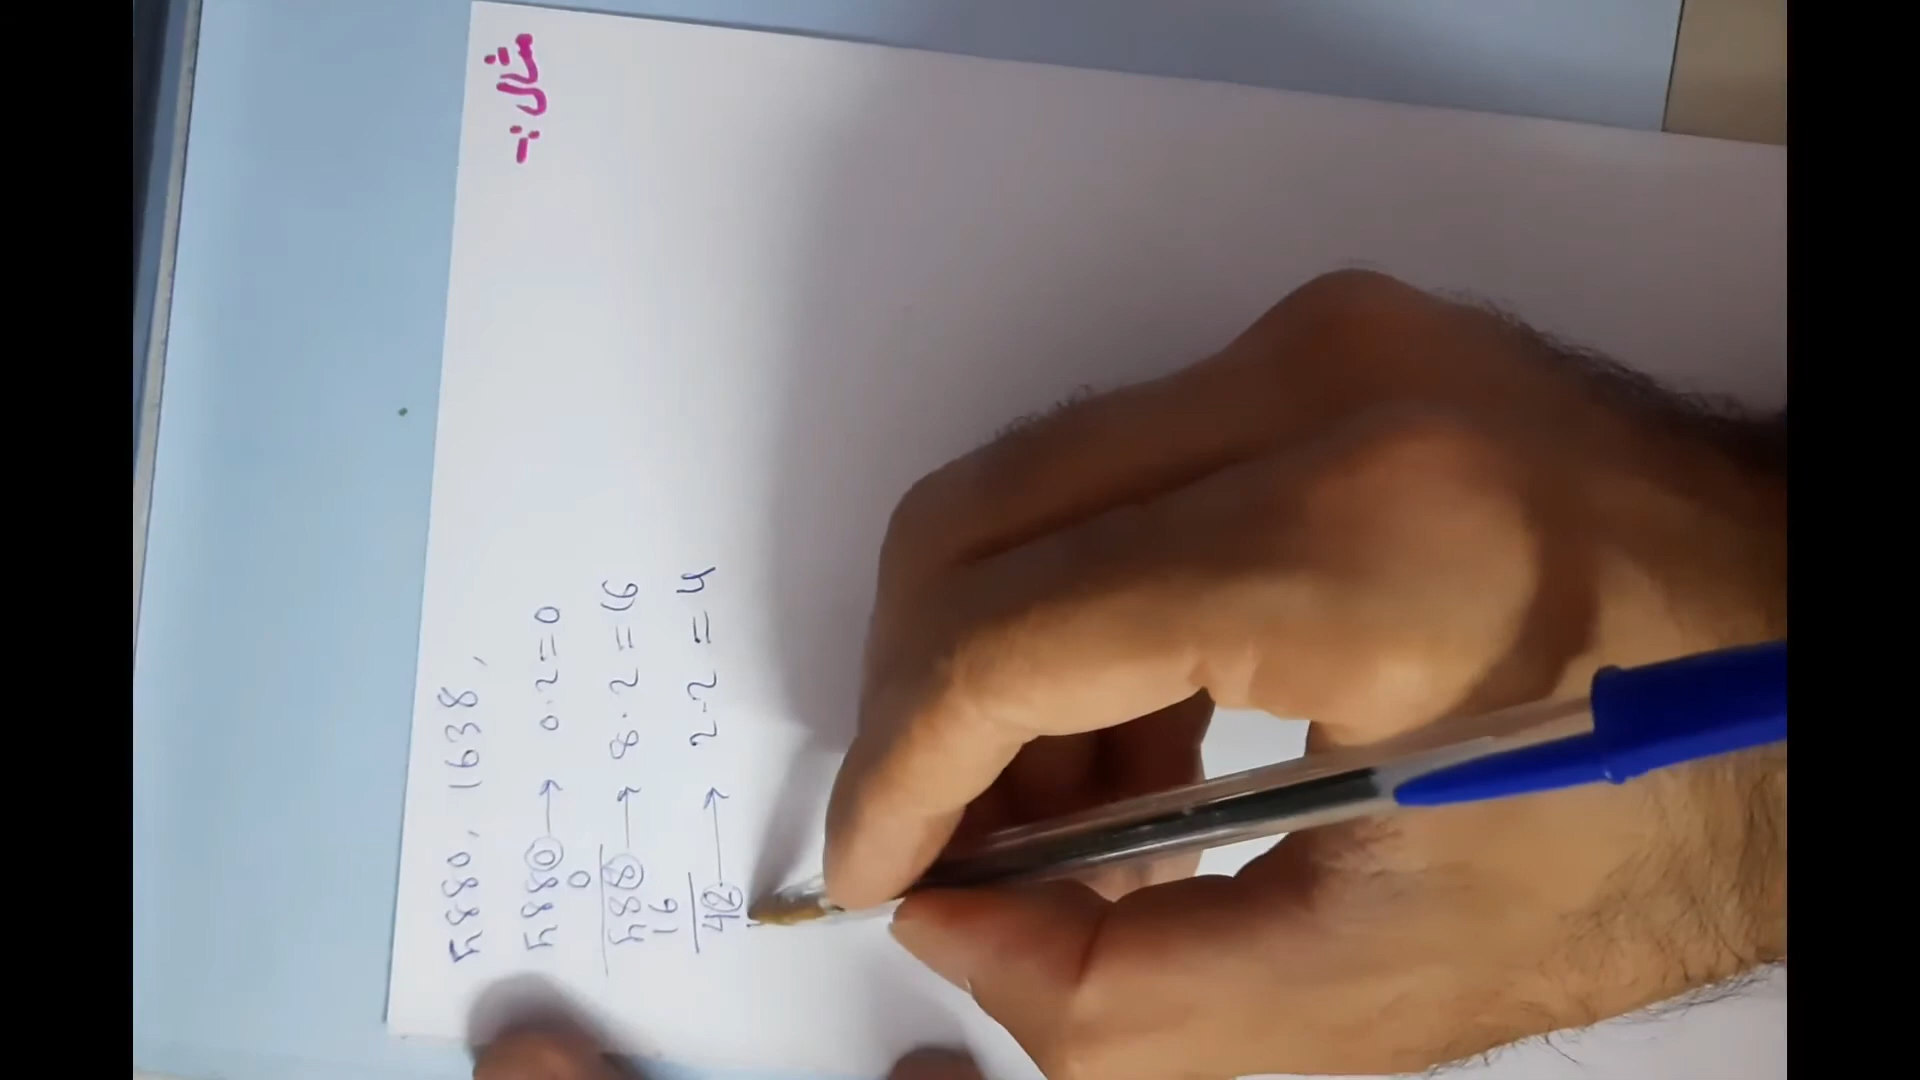 مثال :-
5880, 1638,
5880 → 0.2=0
0
588 → 8.2=16
16
42 → 2.2=4